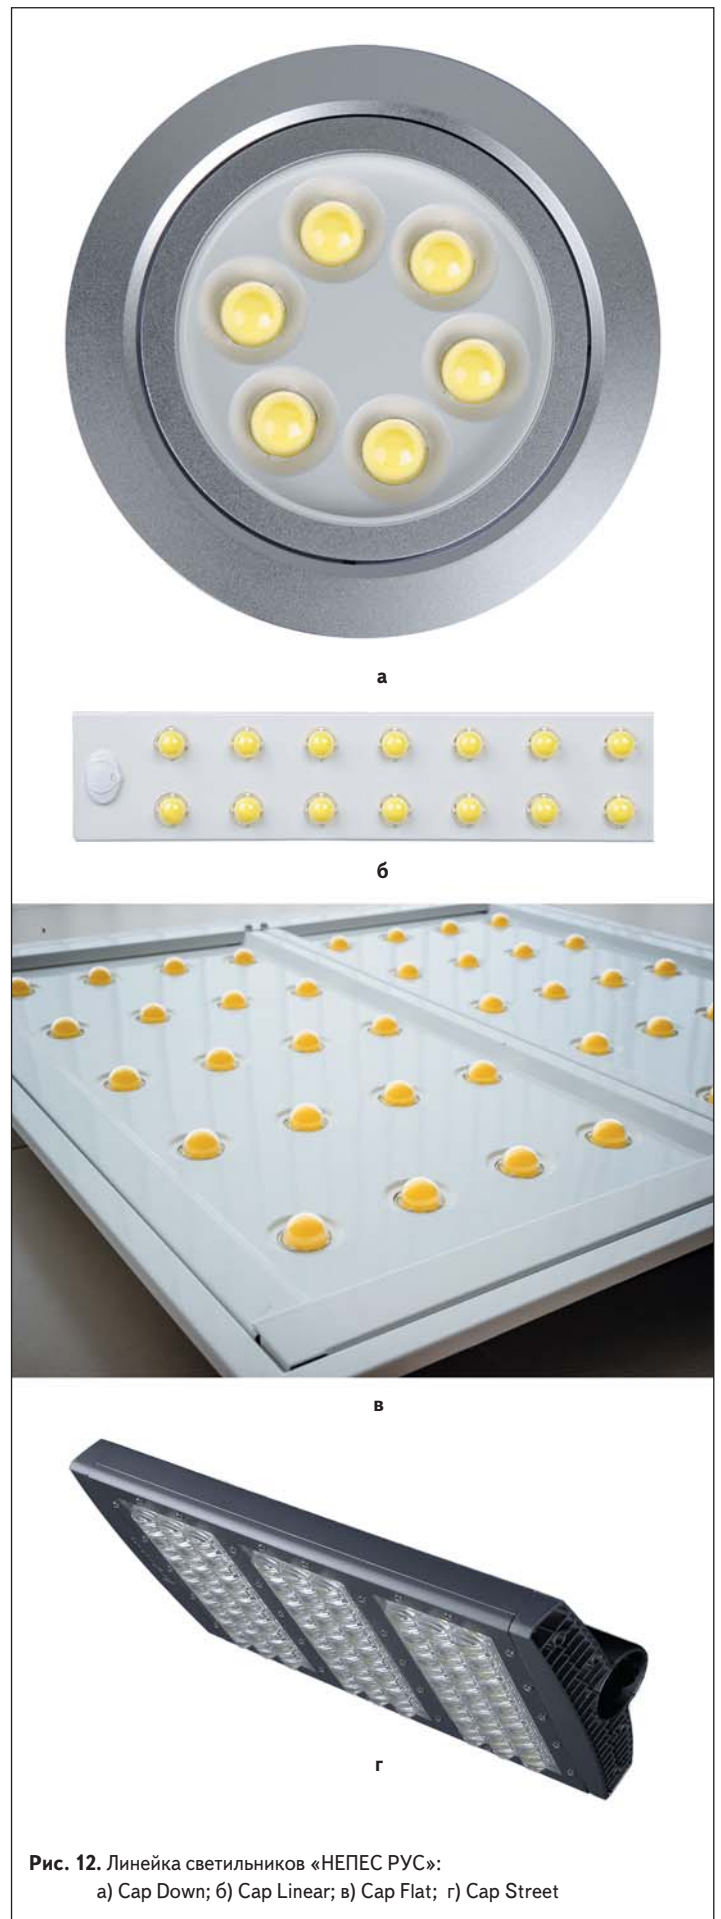 а
б
в
г
Рис. 12. Линейка светильников «НЕПЕС РУС»:
а) Cap Down; б) Cap Linear; в) Cap Flat; г) Cap Street